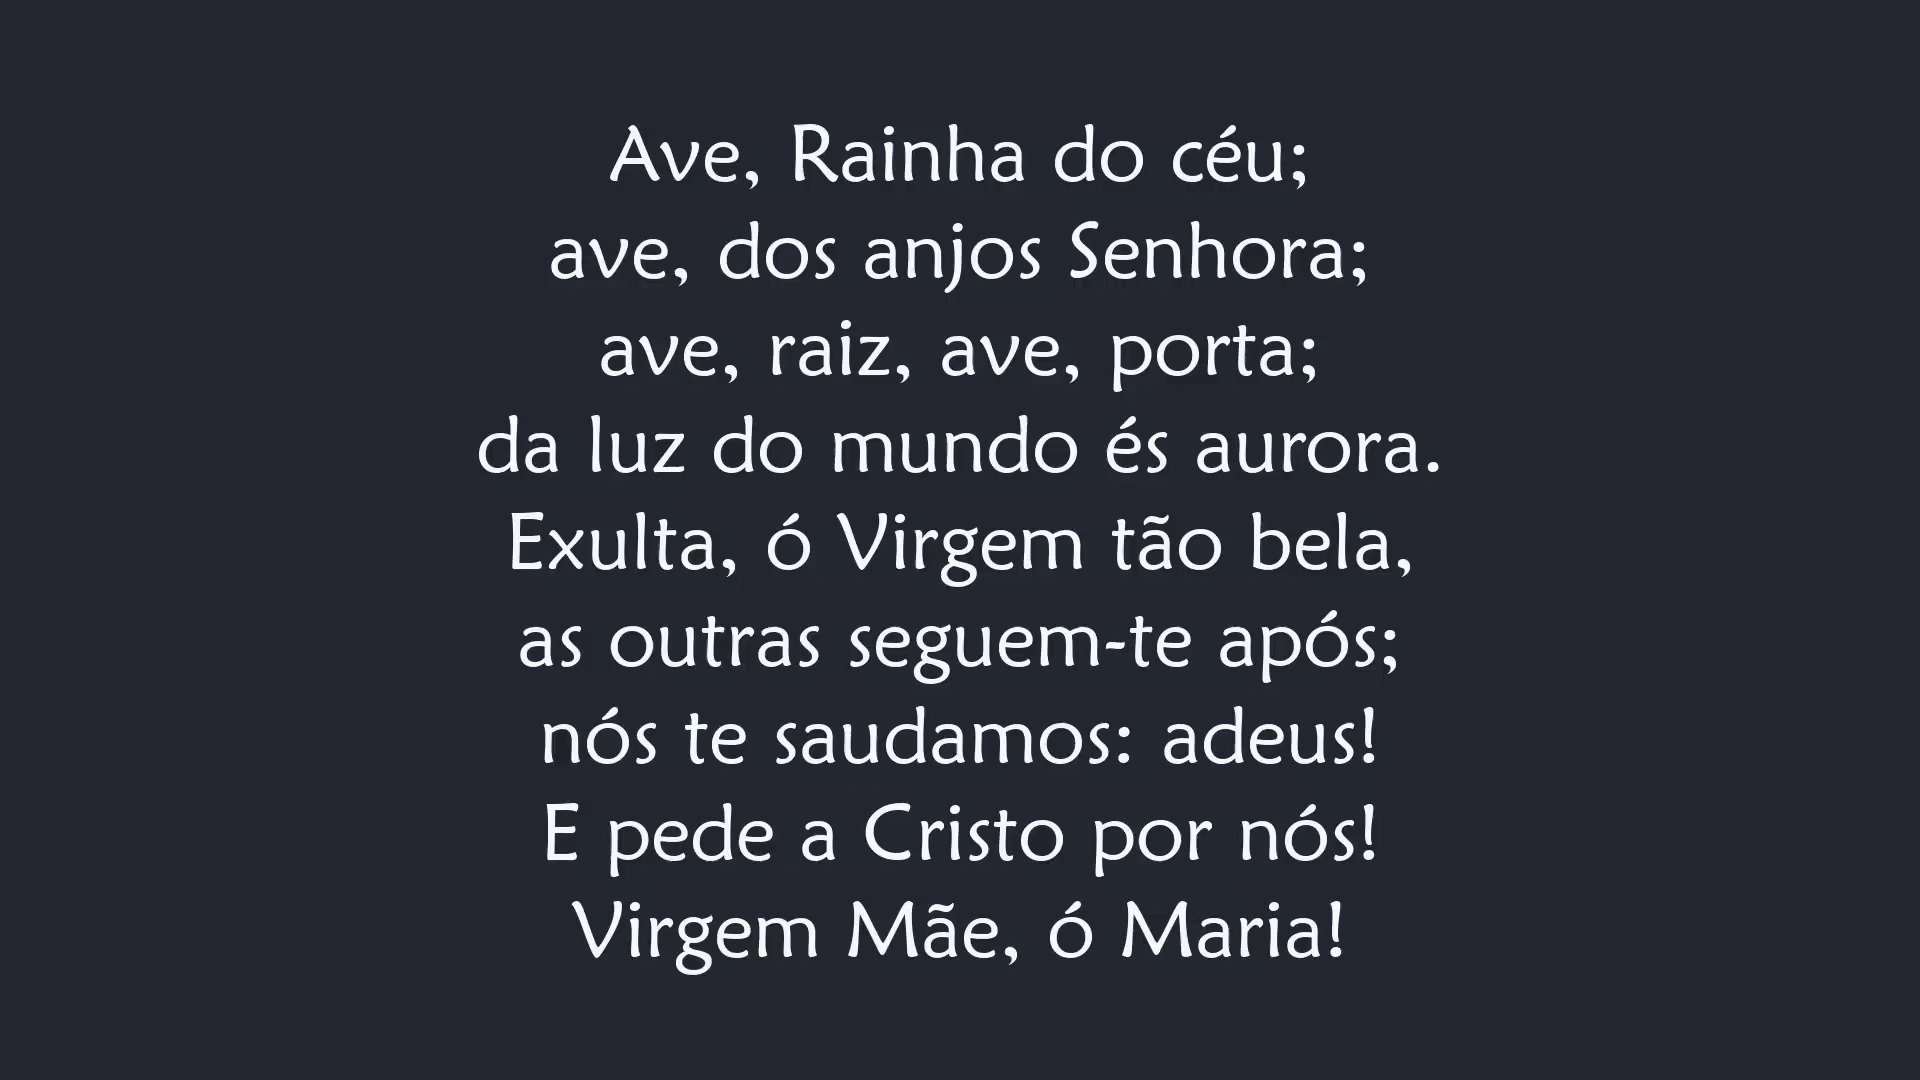 Ave, Rainha do céu;
ave, dos anjos Senhora;
ave, raiz, ave, porta;
da luz do mundo és aurora.
Exulta, ó Virgem tão bela,
as outras seguem-te após;
nós te saudamos: adeus!
E pede a Cristo por nós!
Virgem Mãe, ó Maria!